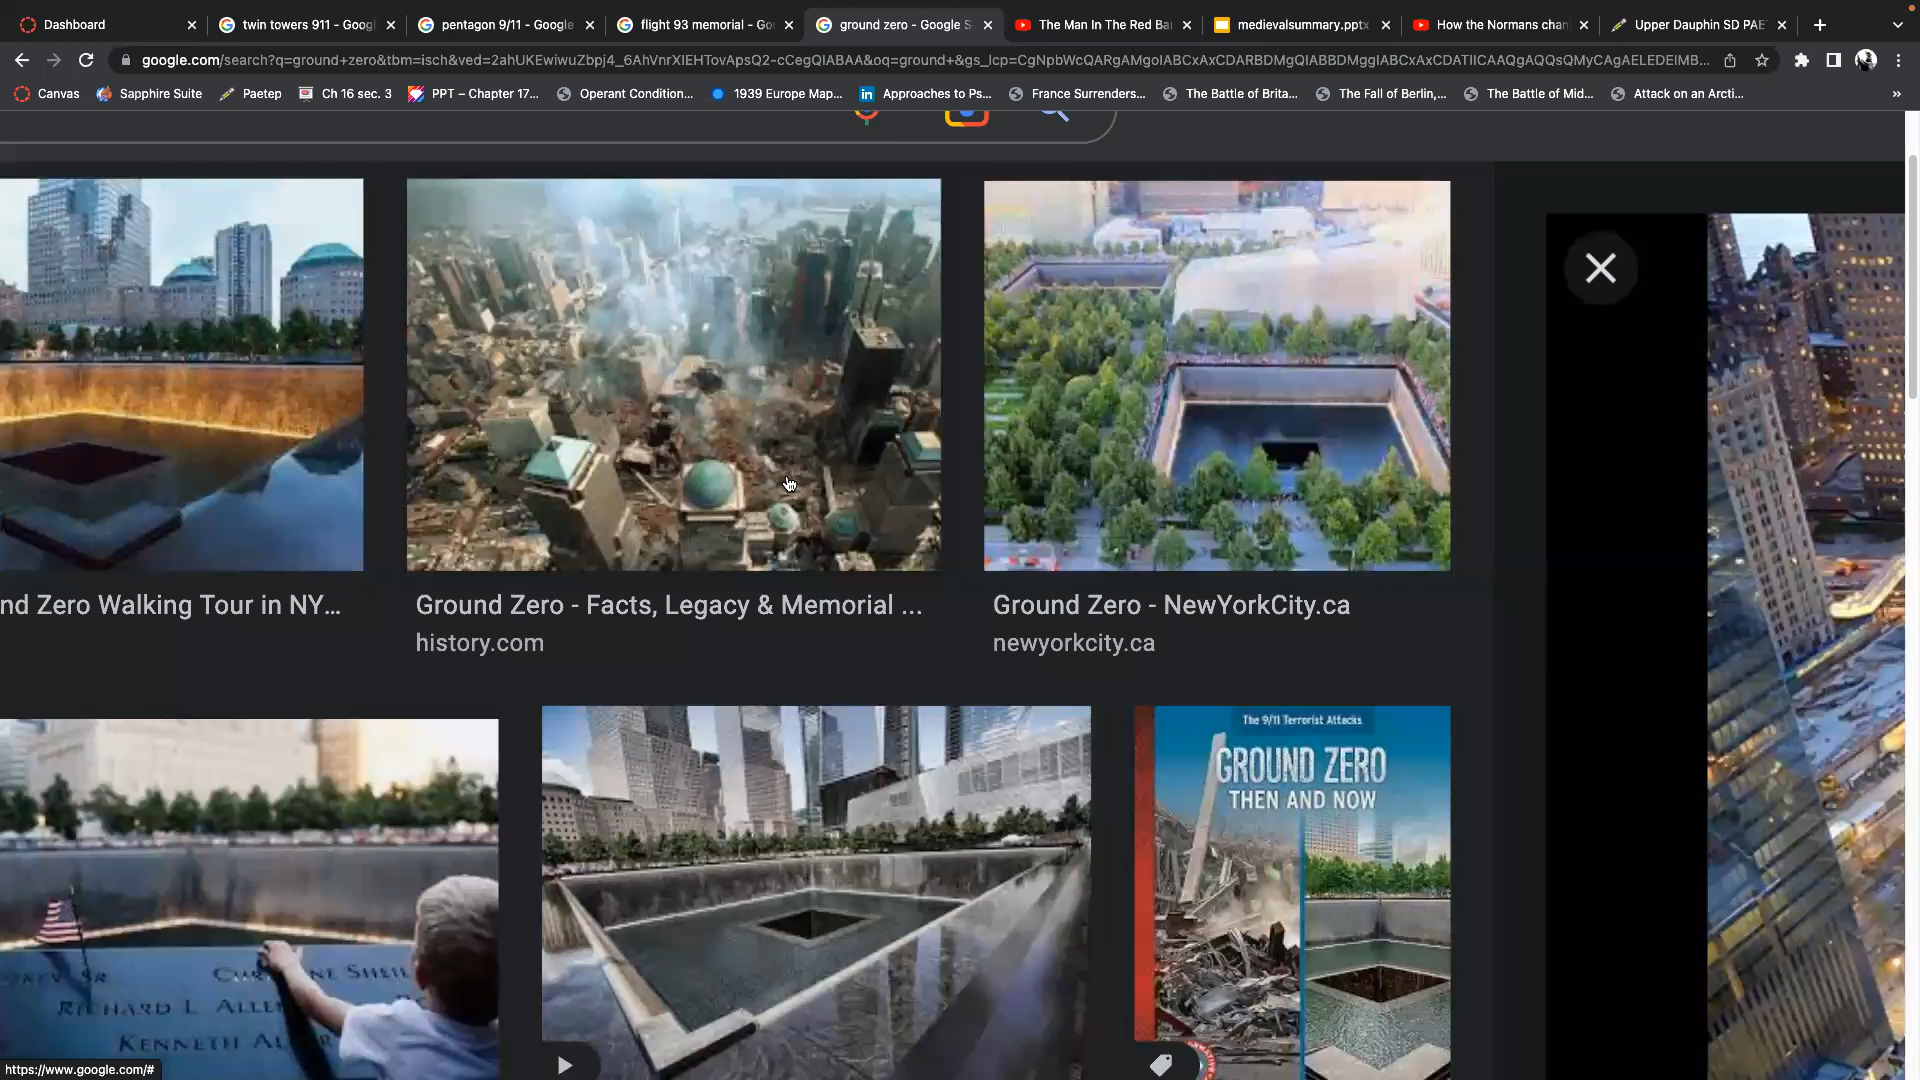 Dashboard
twin towers 911 - Goog
pentagon 9/11 - Google
flight 93 memorial - Go
ground zero - Google S
The Man In The Red Ba
medievalsummary.pptx
How the Normans chan
Upper Dauphin SD PAE
google.com/search?q=ground+zero&tbm=isch&ved=2ahUKEwiwuZbpj4_6AhVnrXIEHTovApsQ2-cCegQIABAA&oq=ground+&gs_lcp=CgNpbWcQARgAMgoIABCxAxCDARBDMgQIABBDMggIABCxAxCDATIICAAQgAQQsQMyCAgAELEDEIMB...
Canvas
Sapphire Suite
Paetep
Ch 16 sec. 3
PPT – Chapter 17...
Operant Condition...
1939 Europe Map...
Approaches to Ps...
France Surrenders...
The Battle of Brita...
The Fall of Berlin,...
The Battle of Mid...
Attack on an Arcti...
nd Zero Walking Tour in NY...
Ground Zero - Facts, Legacy & Memorial ...
history.com
Ground Zero - NewYorkCity.ca
newyorkcity.ca
The 9/11 Terrorist Attacks
GROUND ZERO
THEN AND NOW
RICHARD L ALLE
KENNETH A
https://www.google.com/#